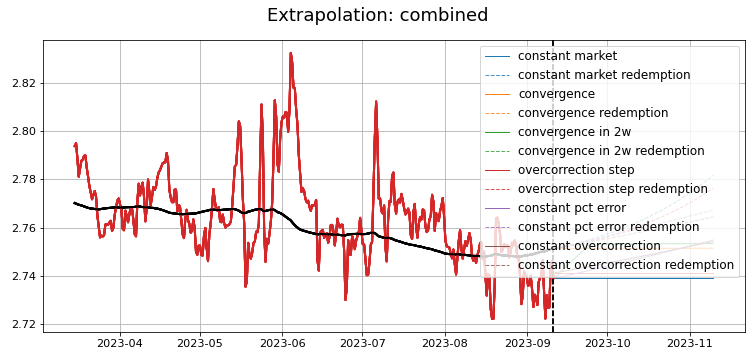 Extrapolation: combined
constant market
constant market redemption
convergence
convergence redemption
convergence in 2w
convergence in 2w redemption
overcorrection step
overcorrection step redemption
constant pct error
constant pct error redemption
constant overcorrection
constant overcorrection redemption
2.82
2.80
2.78
2.76
2.74
2.72
2023-04 2023-05 2023-06 2023-07 2023-08 2023-09 2023-10 2023-11